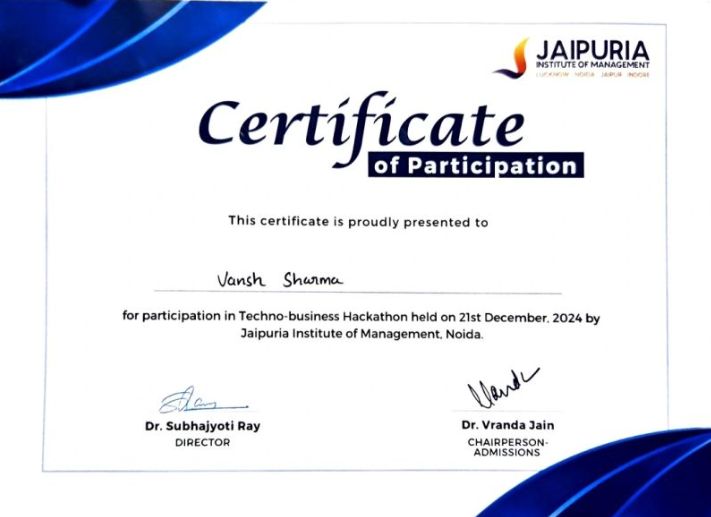 JAIPURIA
INSTITUTE OF MANAGEMENT
LUCKNOW NOIDA JAIPUR INDORE
Certificate
of Participation
This certificate is proudly presented to
Vansh Sharma
for participation in Techno-business Hackathon held on 21st December, 2024 by
Jaipuria Institute of Management, Noida.
Dr. Subhajyoti Ray
DIRECTOR
Dr. Vranda Jain
CHAIRPERSON-
ADMISSIONS